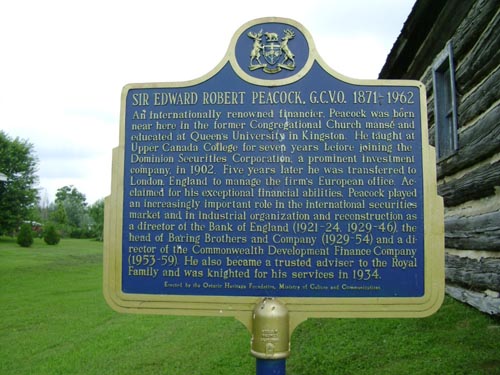 SIR EDWARD ROBERT PEACOCK, G.C.V.O. 1871-1962
An internationally renowned financier, Peacock was born
near here in the former Congregational Church manse and
educated at Queen's University in Kingston. He taught at
Upper Canada College for seven years before joining the
Dominion Securities Corporation, a prominent investment
company, in 1902. Five years later he was transferred to
London, England to manage the firm's European office. Ac-
claimed for his exceptional financial abilities, Peacock played
an increasingly important role in the international securities
market and in industrial organization and reconstruction as
a director of the Bank of England (1921-24, 1929-46), the
head of Baring Brothers and Company (1929-54) and a di-
rector of the Commonwealth Development Finance Company
(1953-59). He also became a trusted adviser to the Royal
Family and was knighted for his services in 1934.
Erected by the Ontario Heritage Foundation, Ministry of Culture and Communications